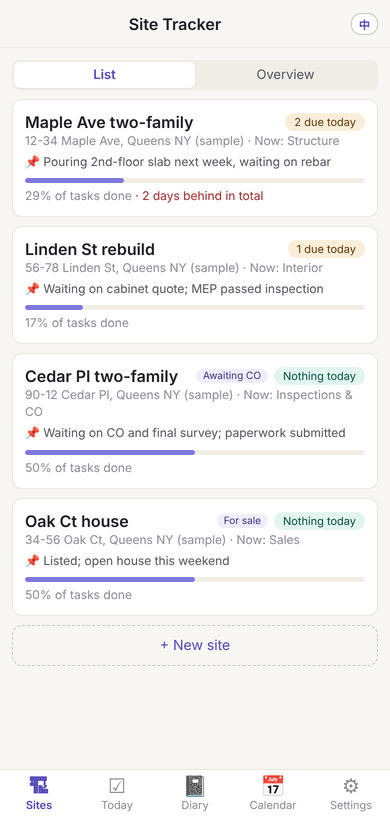 Site Tracker
中
List
Overview
Maple Ave two-family
2 due today
12-34 Maple Ave, Queens NY (sample) · Now: Structure
📌 Pouring 2nd-floor slab next week, waiting on rebar
29% of tasks done · 2 days behind in total
Linden St rebuild
1 due today
56-78 Linden St, Queens NY (sample) · Now: Interior
📌 Waiting on cabinet quote; MEP passed inspection
17% of tasks done
Cedar Pl two-family
Awaiting CO
Nothing today
90-12 Cedar Pl, Queens NY (sample) · Now: Inspections &
CO
📌 Waiting on CO and final survey; paperwork submitted
50% of tasks done
Oak Ct house
For sale
Nothing today
34-56 Oak Ct, Queens NY (sample) · Now: Sales
📌 Listed; open house this weekend
50% of tasks done
+ New site
Sites
Today
Diary
July
17
Calendar
Settings